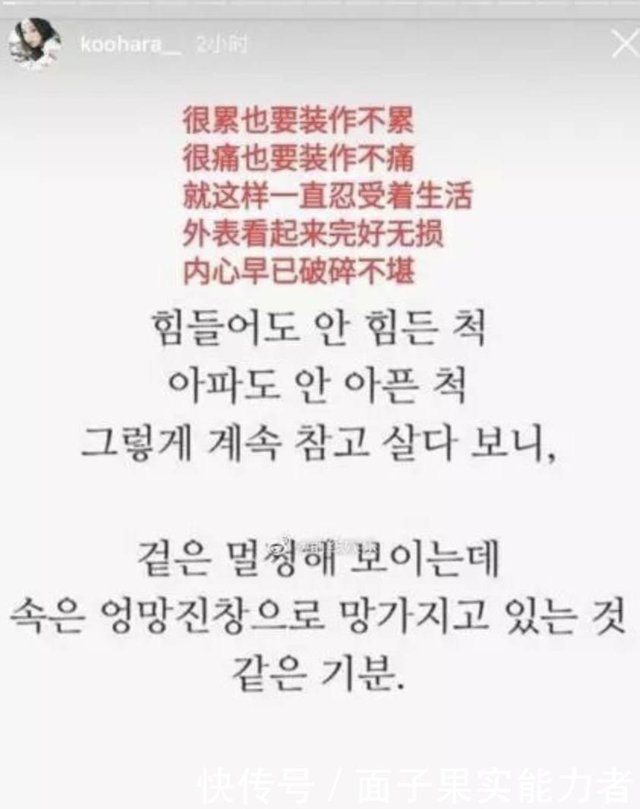 koohara__ 2小时
很累也要装作不累
很痛也要装作不痛
就这样一直忍受着生活
外表看起来完好无损
内心早已破碎不堪
힘들어도 안 힘든 척
아파도 안 아픈 척
그렇게 계속 참고 살다 보니,
겉은 멀쩡해 보이는데
속은 엉망진창으로 망가지고 있는 것
같은 기분.
快传号 / 面子果实能力者